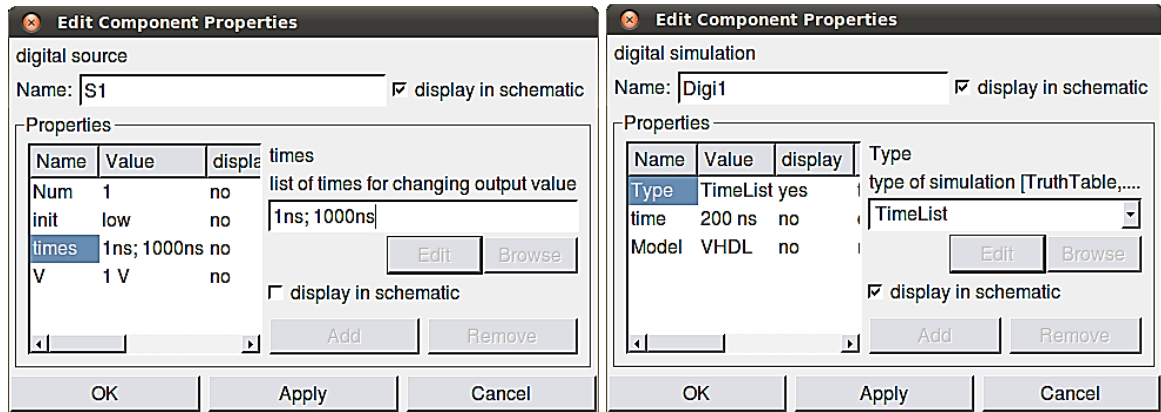 Edit Component Properties
digital source
Name: S1 display in schematic
Properties
Name Value displa
Num 1 no
init low no
times 1ns; 1000ns no
V 1 V no
times
list of times for changing output value
1ns; 1000ns
Edit Browse
display in schematic
Add Remove
OK Apply Cancel
Edit Component Properties
digital simulation
Name: Digi1 display in schematic
Properties
Name Value display
Type TimeList yes
time 200 ns no
Model VHDL no
Type
type of simulation [TruthTable,....
TimeList
Edit Browse
display in schematic
Add Remove
OK Apply Cancel